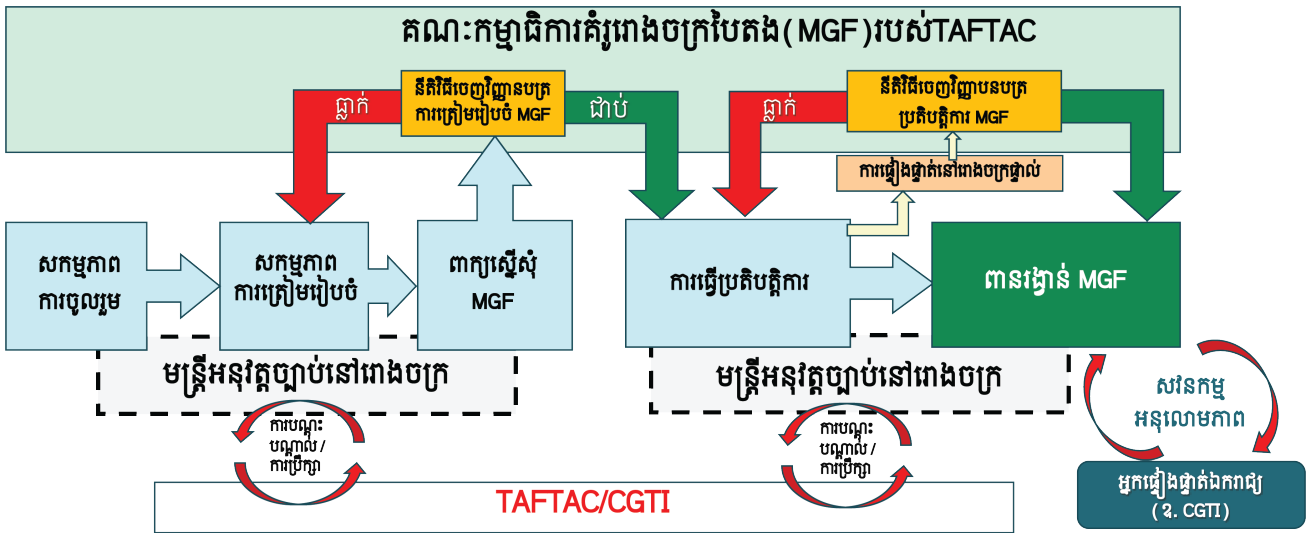 គណៈកម្មាធិការគំរូរោងចក្របៃតង(MGF)របស់TAFTAC
នីតិវិធីចេញវិញ្ញានបត្រ
ការត្រៀមរៀបចំ MGF
ធ្លាក់
ជាប់
នីតិវិធីចេញវិញ្ញាបនបត្រ
ប្រតិបត្តិការ MGF
ធ្លាក់
ការផ្ទៀងផ្ទាត់នៅរោងចក្រផ្ទាល់
សកម្មភាព
ការចូលរួម
សកម្មភាព
ការត្រៀមរៀបចំ
ពាក្យស្នើសុំ
MGF
ការធ្វើប្រតិបត្តិការ
ពានរង្វាន់ MGF
មន្ត្រីអនុវត្តច្បាប់នៅរោងចក្រ
មន្ត្រីអនុវត្តច្បាប់នៅរោងចក្រ
ការបណ្តុះ
បណ្តាល/
ការប្រឹក្សា
ការបណ្តុះ
បណ្តាល/
ការប្រឹក្សា
សវនកម្ម
អនុលោមភាព
អ្នកផ្ទៀងផ្ទាត់ឯករាជ្យ
(ឧ. CGTI)
TAFTAC/CGTI